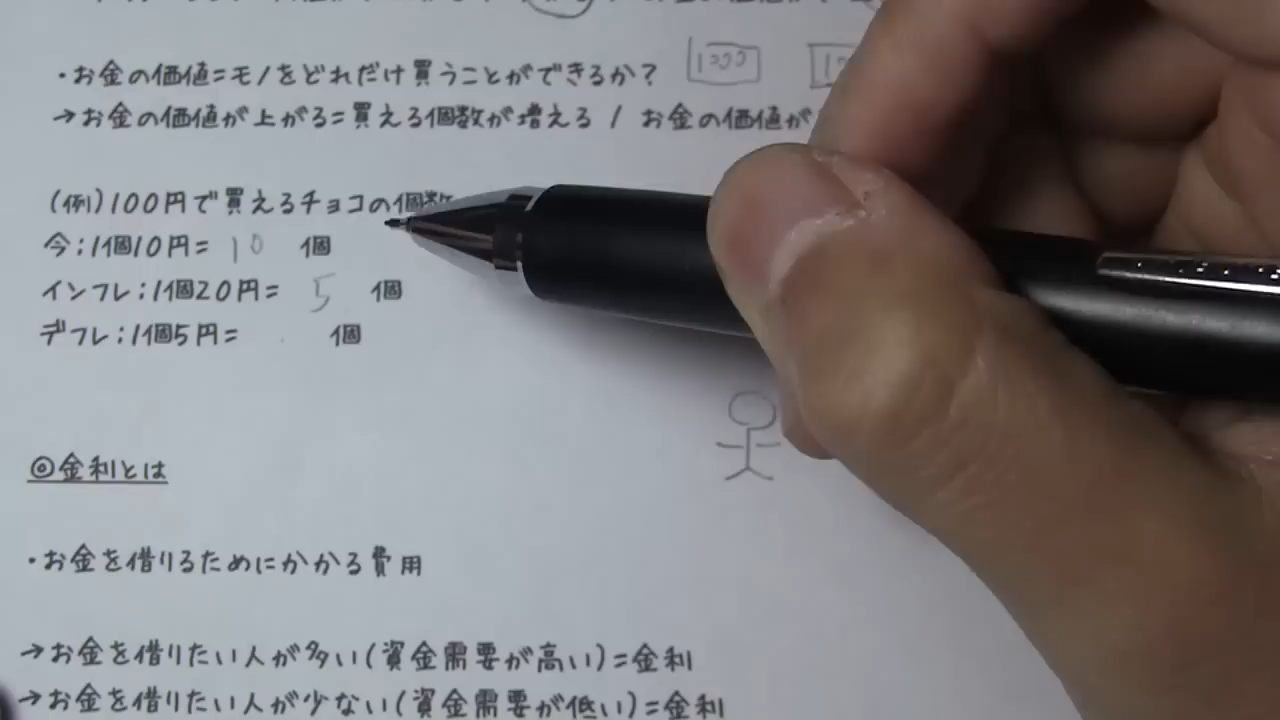 ・お金の価値=モノをどれだけ買うことができるか? 1000
→お金の価値が上がる=買える個数が増える / お金の価値が
(例)100円で買えるチョコの個数
今:1個10円= 10 個
インフレ:1個20円= 5 個
デフレ:1個5円= 個
◎金利とは
・お金を借りるためにかかる費用
→お金を借りたい人が多い(資金需要が高い)=金利
→お金を借りたい人が少ない(資金需要が低い)=金利